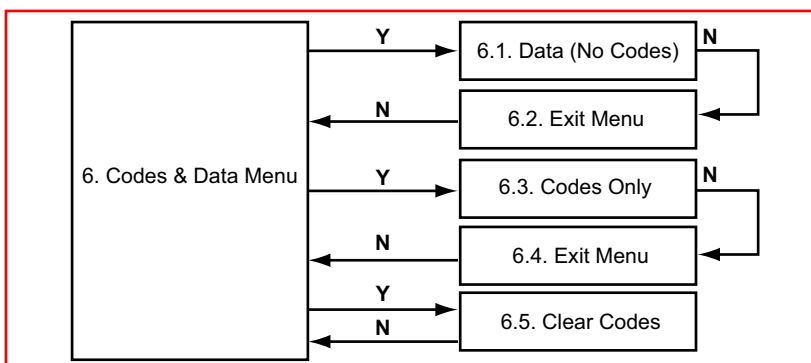 Y
6.1. Data (No Codes)
N
6. Codes & Data Menu
N
6.2. Exit Menu
Y
6.3. Codes Only
N
N
6.4. Exit Menu
Y
6.5. Clear Codes
N